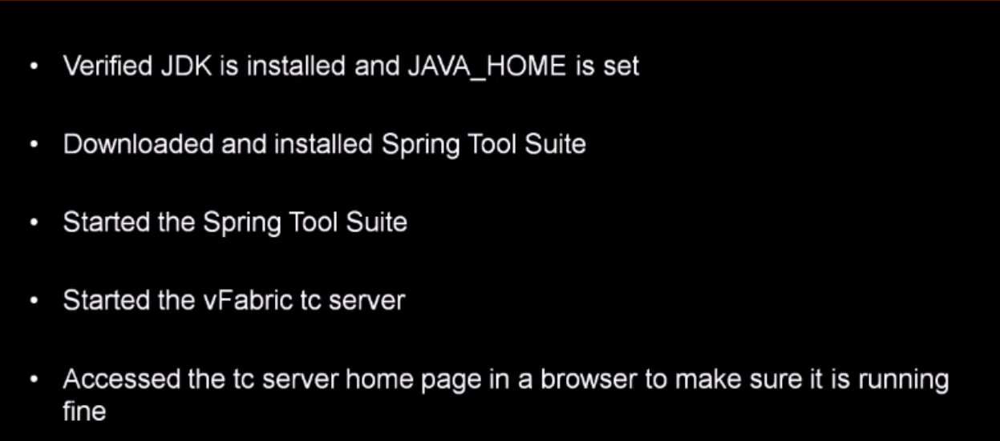 • Verified JDK is installed and JAVA_HOME is set
• Downloaded and installed Spring Tool Suite
• Started the Spring Tool Suite
• Started the vFabric tc server
• Accessed the tc server home page in a browser to make sure it is running
fine